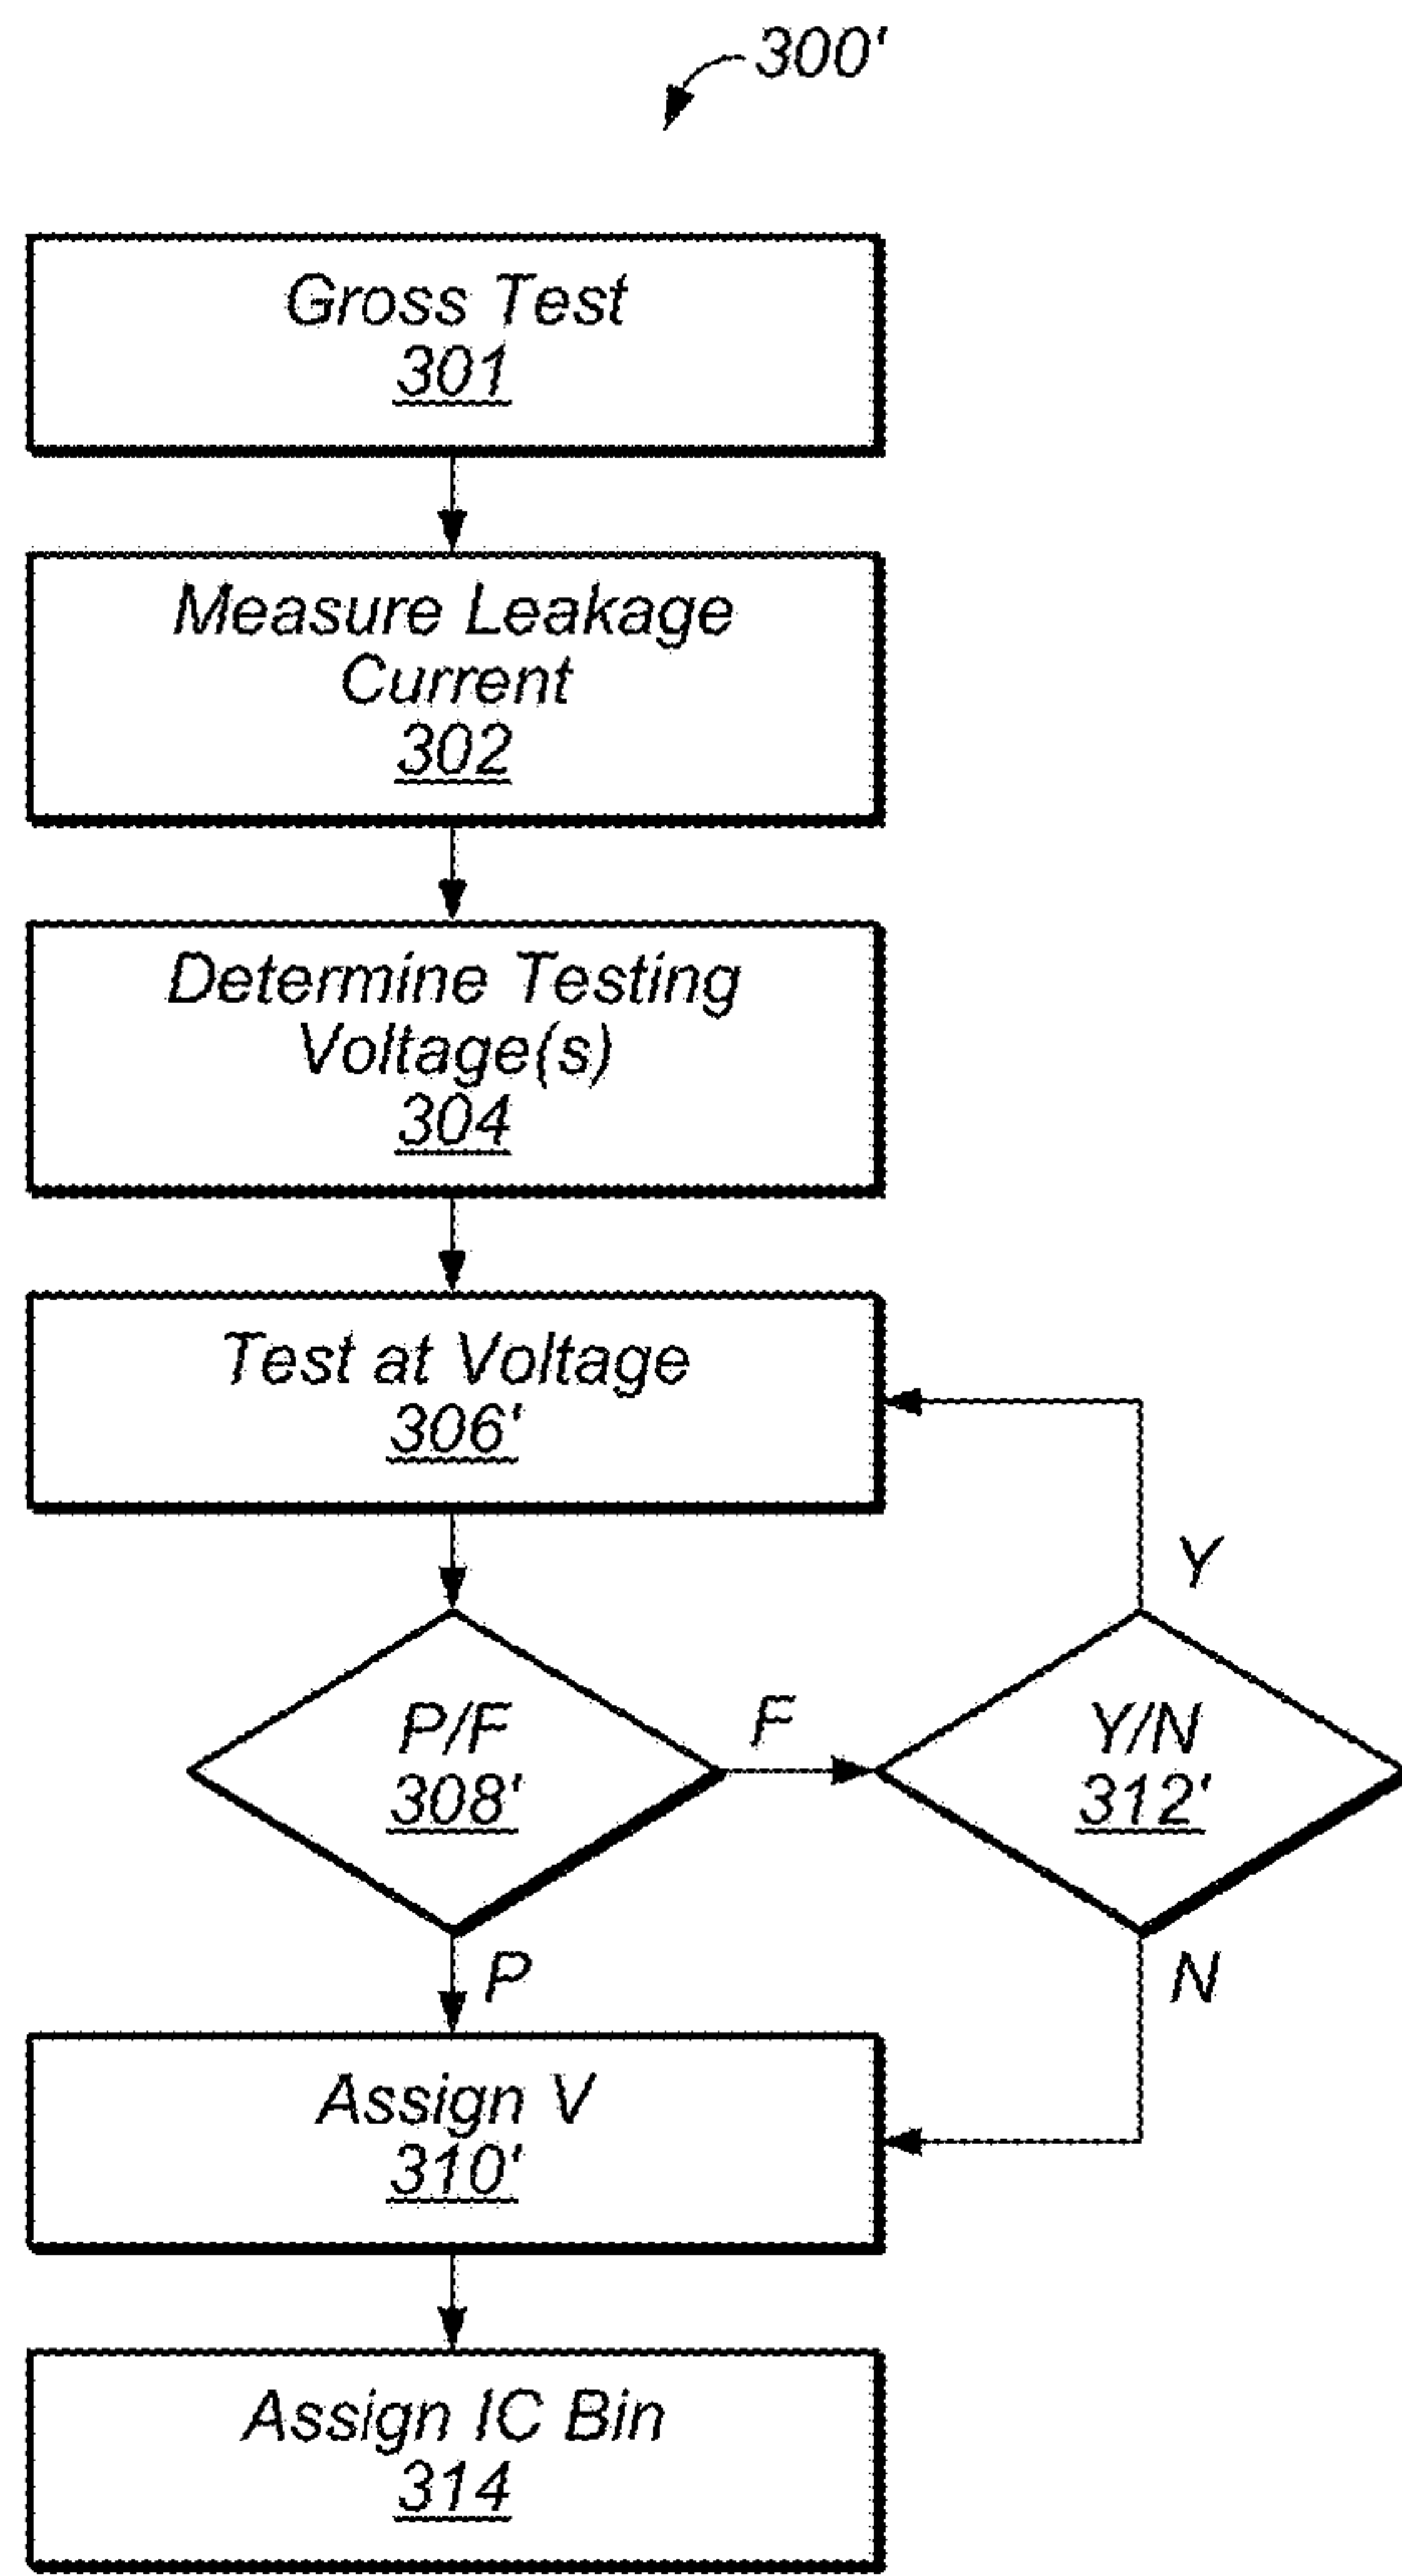 300'
Gross Test
301
Measure Leakage
Current
302
Determine Testing
Voltage(s)
304
Test at Voltage
306'
Y
P/F
308'
F
Y/N
312'
P
N
Assign V
310'
Assign IC Bin
314